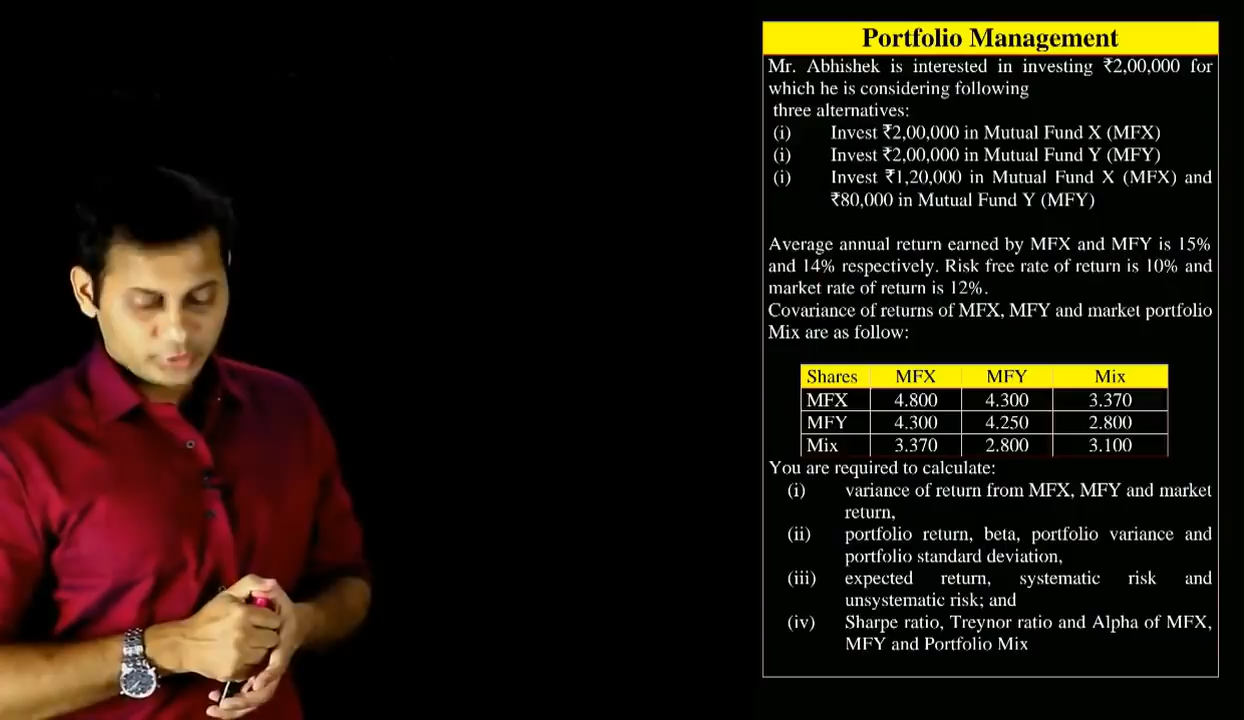 Portfolio Management
Mr. Abhishek is interested in investing ₹2,00,000 for
which he is considering following
three alternatives:
(i) Invest ₹2,00,000 in Mutual Fund X (MFX)
(i) Invest ₹2,00,000 in Mutual Fund Y (MFY)
(i) Invest ₹1,20,000 in Mutual Fund X (MFX) and
₹80,000 in Mutual Fund Y (MFY)
Average annual return earned by MFX and MFY is 15%
and 14% respectively. Risk free rate of return is 10% and
market rate of return is 12%.
Covariance of returns of MFX, MFY and market portfolio
Mix are as follow:
Shares MFX MFY Mix
MFX 4.800 4.300 3.370
MFY 4.300 4.250 2.800
Mix 3.370 2.800 3.100
You are required to calculate:
(i) variance of return from MFX, MFY and market
return,
(ii) portfolio return, beta, portfolio variance and
portfolio standard deviation,
(iii) expected return, systematic risk and
unsystematic risk; and
(iv) Sharpe ratio, Treynor ratio and Alpha of MFX,
MFY and Portfolio Mix